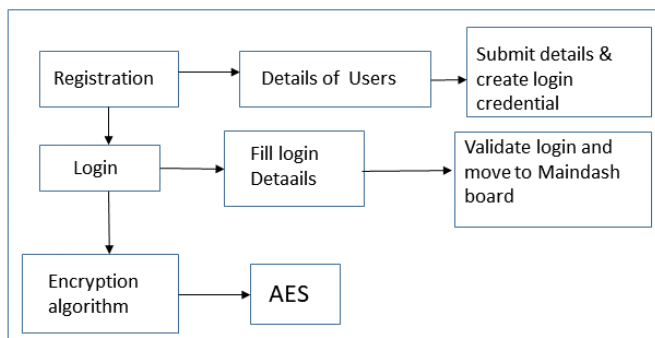 Registration
Details of Users
Submit details &
create login
credential
Login
Fill login
Detaails
Validate login and
move to Maindash
board
Encryption
algorithm
AES